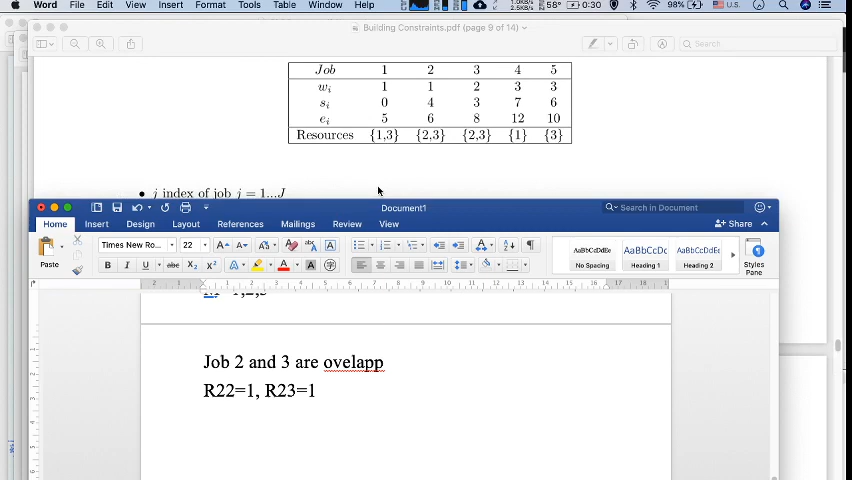 Word File Edit View Insert Format Tools Table Window Help 1.0KB/s 2.5KB/s 58° 0:30 98% U.S.
Building Constraints.pdf (page 9 of 14)
Search
Job 1 2 3 4 5
wᵢ 1 1 2 3 3
sᵢ 0 4 3 7 6
eᵢ 5 6 8 12 10
Resources {1,3} {2,3} {2,3} {1} {3}
• j index of job j = 1...J
Document1
Search in Document
Home Insert Design Layout References Mailings Review View Share
Times New Ro... 22
Paste
AaBbCcDdEe AaBbCcDc AaBbCcDdEe
No Spacing Heading 1 Heading 2 Styles Pane
Job 2 and 3 are ovelapp
R22=1, R23=1